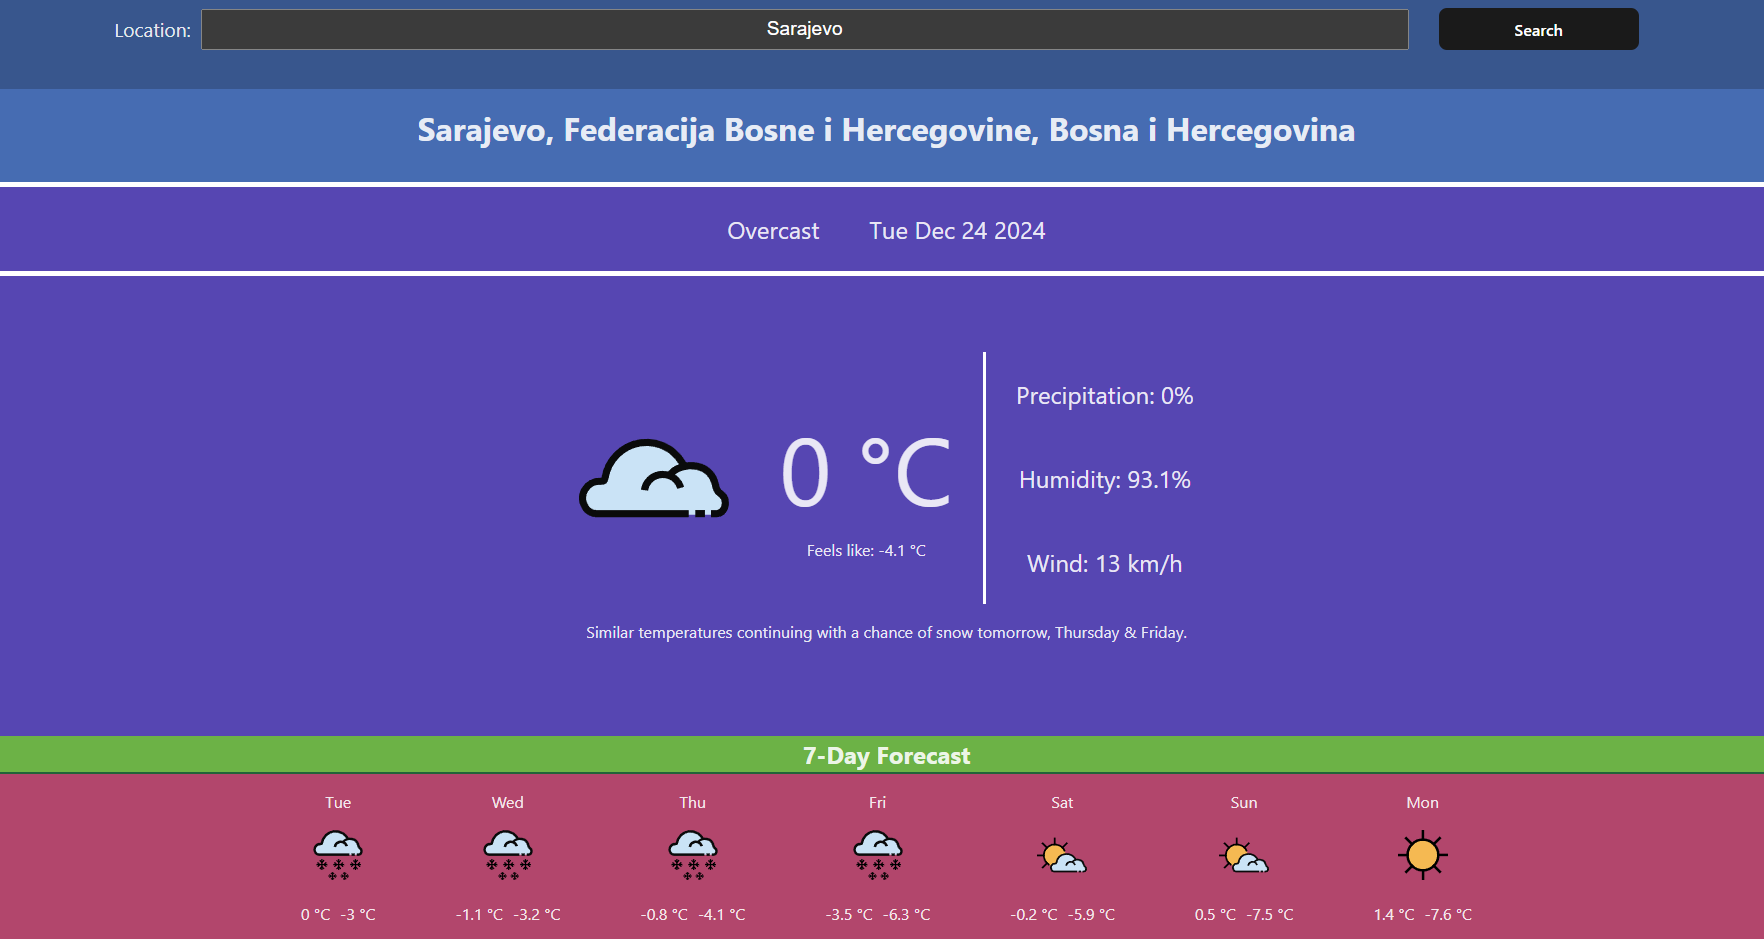 Location: Sarajevo Search
Sarajevo, Federacija Bosne i Hercegovine, Bosna i Hercegovina
Overcast Tue Dec 24 2024
0 °C
Feels like: -4.1 °C
Precipitation: 0%
Humidity: 93.1%
Wind: 13 km/h
Similar temperatures continuing with a chance of snow tomorrow, Thursday & Friday.
7-Day Forecast
Tue Wed Thu Fri Sat Sun Mon
0 °C -3 °C -1.1 °C -3.2 °C -0.8 °C -4.1 °C -3.5 °C -6.3 °C -0.2 °C -5.9 °C 0.5 °C -7.5 °C 1.4 °C -7.6 °C